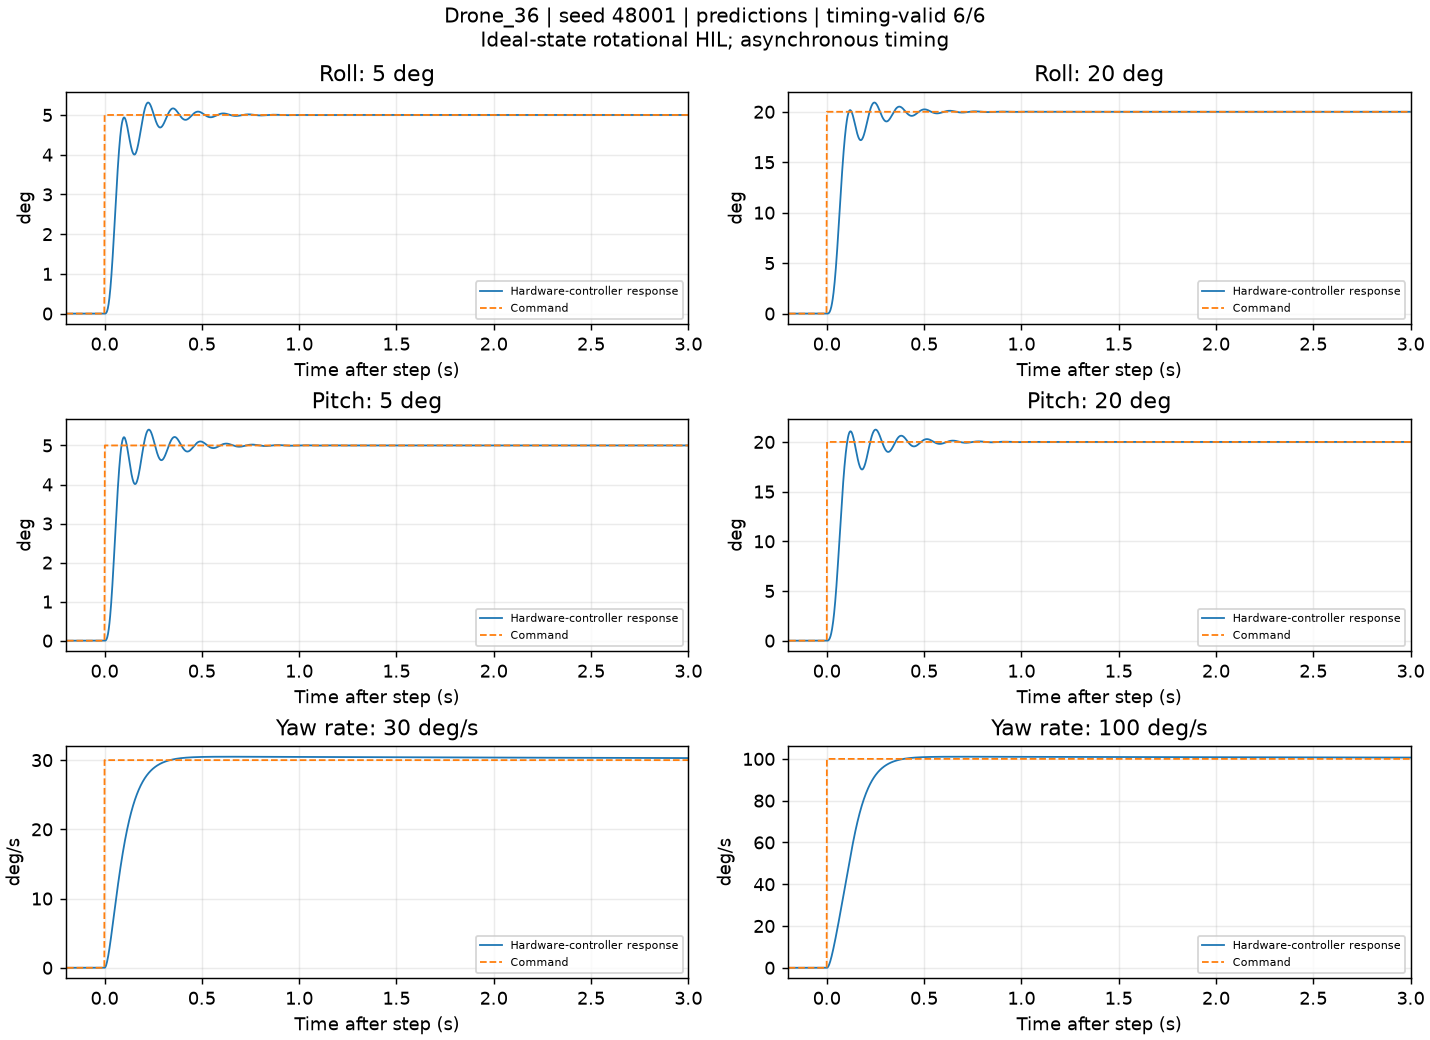 Drone_36 | seed 48001 | predictions | timing-valid 6/6
Ideal-state rotational HIL; asynchronous timing
Roll: 5 deg
deg
5
4
3
2
1
0
Hardware-controller response
Command
0.0 0.5 1.0 1.5 2.0 2.5 3.0
Time after step (s)
Roll: 20 deg
deg
20
15
10
5
0
Hardware-controller response
Command
0.0 0.5 1.0 1.5 2.0 2.5 3.0
Time after step (s)
Pitch: 5 deg
deg
5
4
3
2
1
0
Hardware-controller response
Command
0.0 0.5 1.0 1.5 2.0 2.5 3.0
Time after step (s)
Pitch: 20 deg
deg
20
15
10
5
0
Hardware-controller response
Command
0.0 0.5 1.0 1.5 2.0 2.5 3.0
Time after step (s)
Yaw rate: 30 deg/s
deg/s
30
20
10
0
Hardware-controller response
Command
0.0 0.5 1.0 1.5 2.0 2.5 3.0
Time after step (s)
Yaw rate: 100 deg/s
deg/s
100
80
60
40
20
0
Hardware-controller response
Command
0.0 0.5 1.0 1.5 2.0 2.5 3.0
Time after step (s)